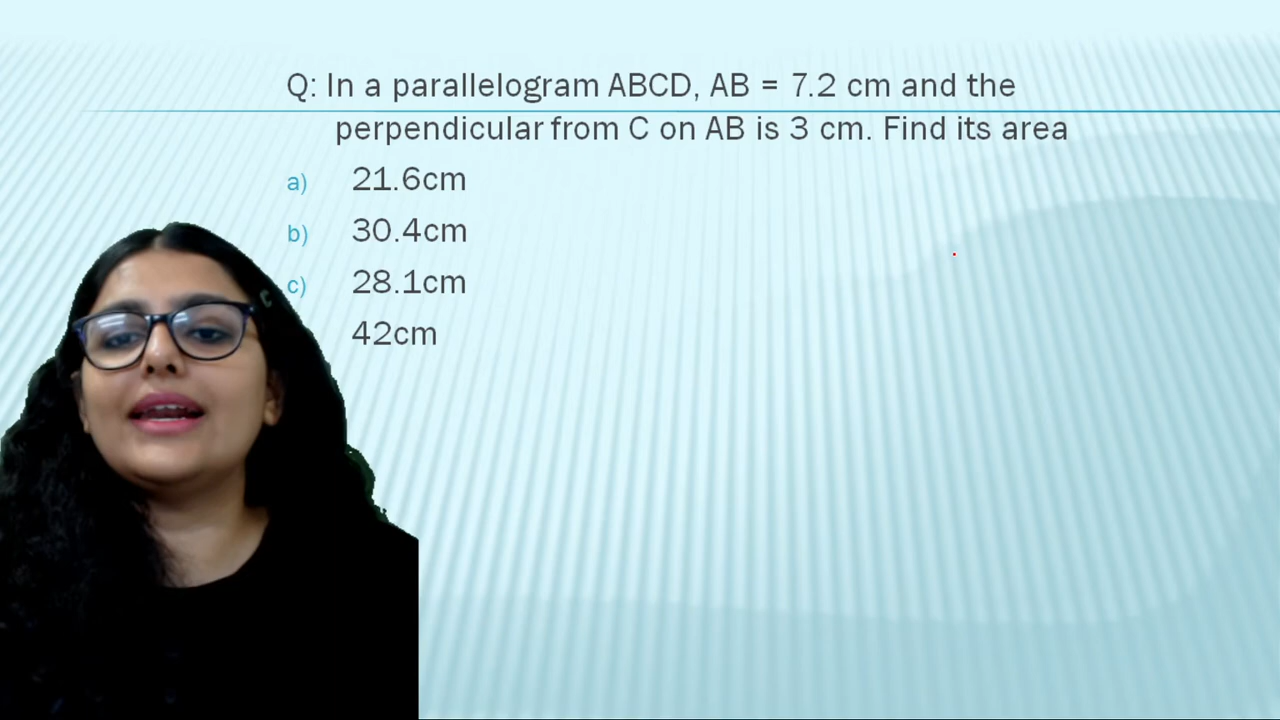 Q: In a parallelogram ABCD, AB = 7.2 cm and the
perpendicular from C on AB is 3 cm. Find its area
a) 21.6cm
b) 30.4cm
c) 28.1cm
42cm